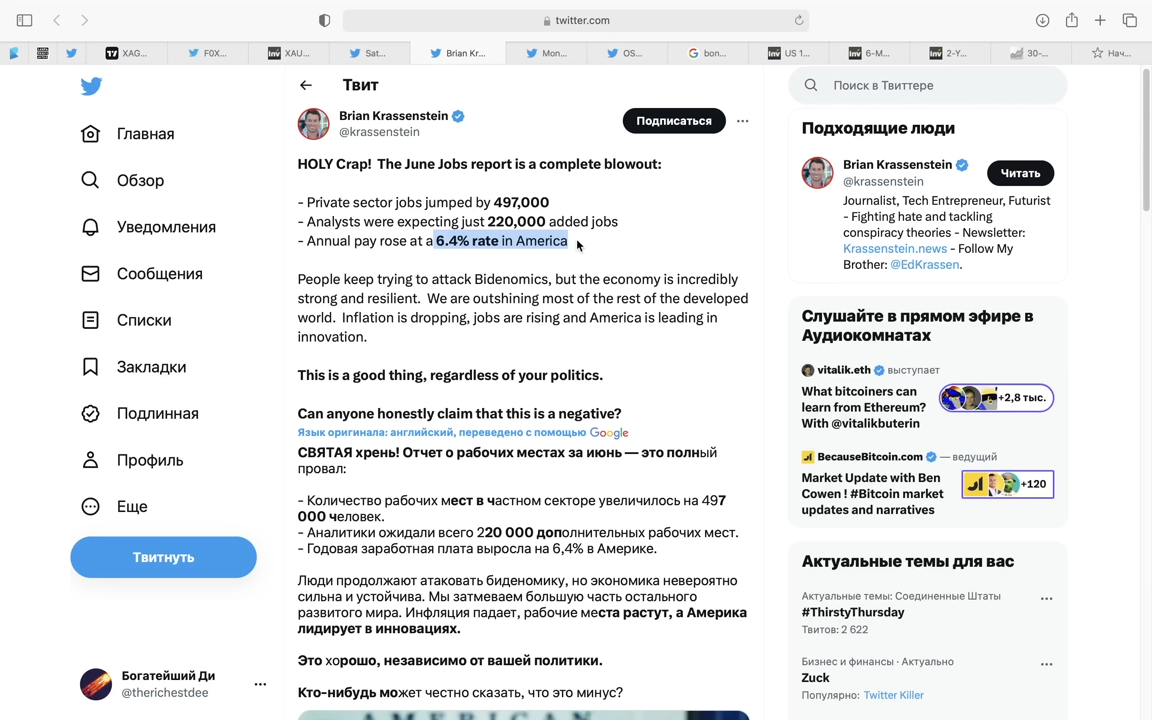 twitter.com
XAG...
F0X...
XAU...
Sat...
Brian Kr...
Mon...
OS...
bon...
US 1...
6-M...
2-Y...
30-...
Нач...
Главная
Обзор
Уведомления
Сообщения
Списки
Закладки
Подлинная
Профиль
Еще
Твитнуть
Богатейший Ди
@therichestdee
Твит
Brian Krassenstein
@krassenstein
Подписаться
HOLY Crap! The June Jobs report is a complete blowout:
- Private sector jobs jumped by 497,000
- Analysts were expecting just 220,000 added jobs
- Annual pay rose at a 6.4% rate in America
People keep trying to attack Bidenomics, but the economy is incredibly
strong and resilient. We are outshining most of the rest of the developed
world. Inflation is dropping, jobs are rising and America is leading in
innovation.
This is a good thing, regardless of your politics.
Can anyone honestly claim that this is a negative?
Язык оригинала: английский, переведено с помощью Google
СВЯТАЯ хрень! Отчет о рабочих местах за июнь — это полный
провал:
- Количество рабочих мест в частном секторе увеличилось на 497
000 человек.
- Аналитики ожидали всего 220 000 дополнительных рабочих мест.
- Годовая заработная плата выросла на 6,4% в Америке.
Люди продолжают атаковать биденомику, но экономика невероятно
сильна и устойчива. Мы затмеваем большую часть остального
развитого мира. Инфляция падает, рабочие места растут, а Америка
лидирует в инновациях.
Это хорошо, независимо от вашей политики.
Кто-нибудь может честно сказать, что это минус?
AMERICAN
Поиск в Твиттере
Подходящие люди
Brian Krassenstein
@krassenstein
Читать
Journalist, Tech Entrepreneur, Futurist
- Fighting hate and tackling
conspiracy theories - Newsletter:
Krassenstein.news - Follow My
Brother: @EdKrassen.
Слушайте в прямом эфире в
Аудиокомнатах
vitalik.eth выступает
What bitcoiners can
learn from Ethereum?
With @vitalikbuterin
+2,8 тыс.
BecauseBitcoin.com — ведущий
Market Update with Ben
Cowen ! #Bitcoin market
updates and narratives
+120
Актуальные темы для вас
Актуальные темы: Соединенные Штаты
#ThirstyThursday
Твитов: 2 622
Бизнес и финансы · Актуально
Zuck
Популярно: Twitter Killer